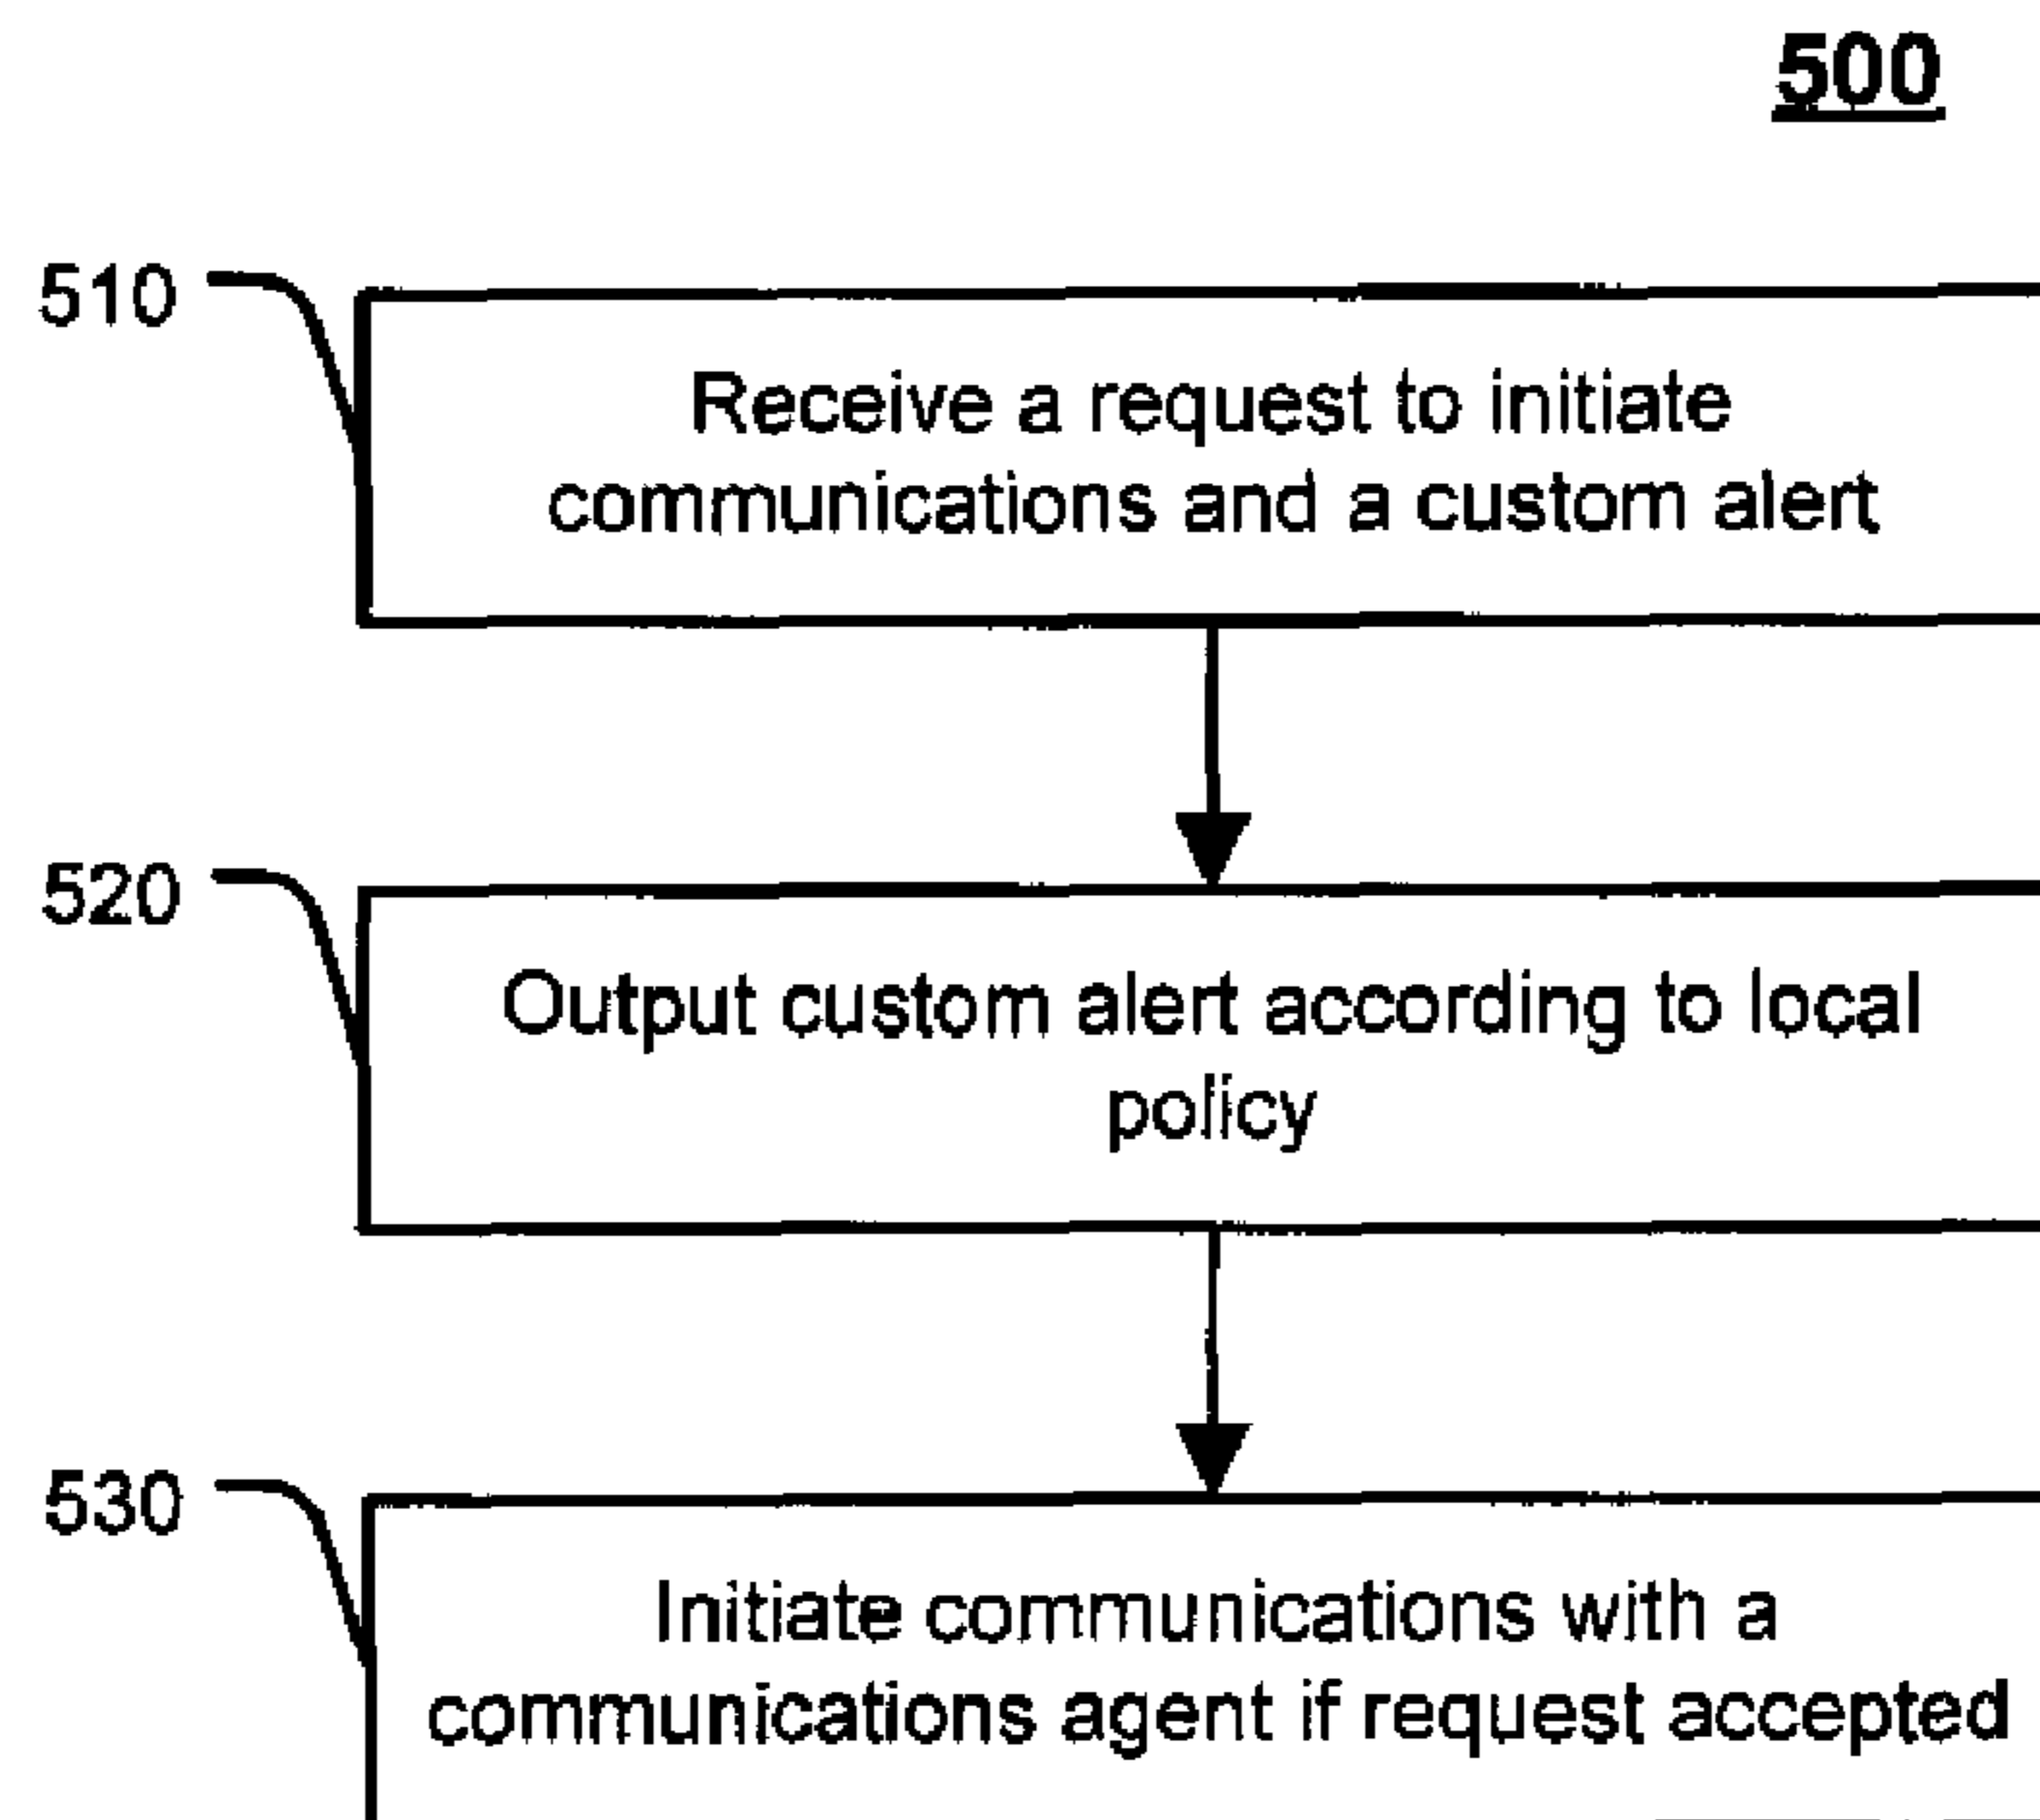 500
510
Receive a request to initiate
communications and a custom alert
520
Output custom alert according to local
policy
530
Initiate communications with a
communications agent if request accepted